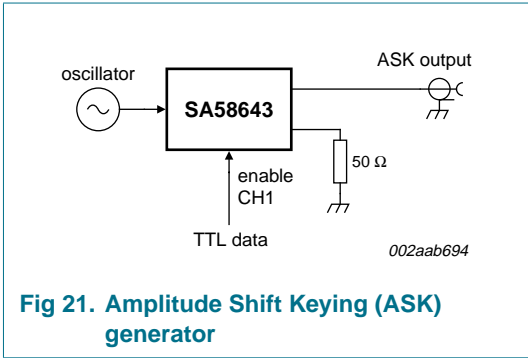 ASK output
oscillator
SA58643
50 Ω
enable
CH1
TTL data
002aab694
Fig 21. Amplitude Shift Keying (ASK)
generator